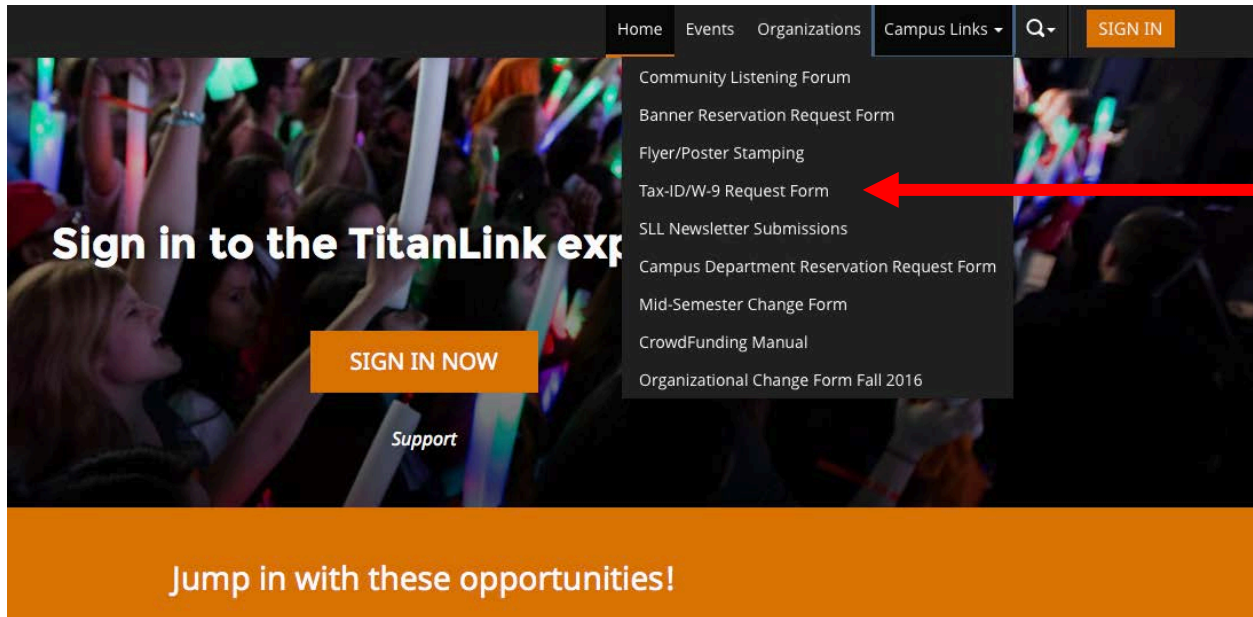 Home Events Organizations Campus Links SIGN IN
Community Listening Forum
Banner Reservation Request Form
Flyer/Poster Stamping
Tax-ID/W-9 Request Form
SLL Newsletter Submissions
Campus Department Reservation Request Form
Mid-Semester Change Form
CrowdFunding Manual
Organizational Change Form Fall 2016
Sign in to the TitanLink exp
SIGN IN NOW
Support
Jump in with these opportunities!